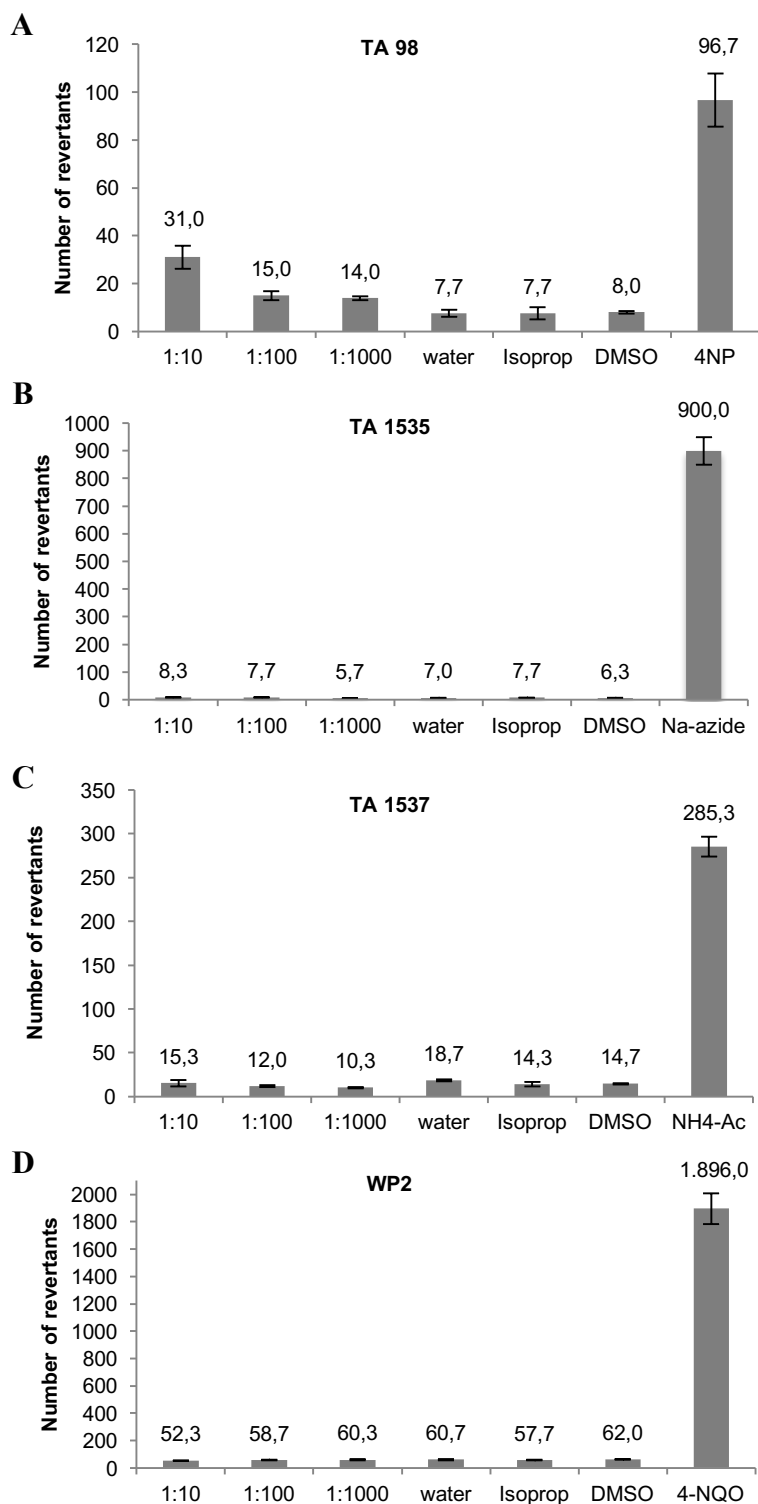 A
TA 98
Number of revertants
120
100
80
60
40
20
0
31,0 15,0 14,0 7,7 7,7 8,0 96,7
1:10 1:100 1:1000 water Isoprop DMSO 4NP
B
TA 1535
Number of revertants
1000
900
800
700
600
500
400
300
200
100
0
8,3 7,7 5,7 7,0 7,7 6,3 900,0
1:10 1:100 1:1000 water Isoprop DMSO Na-azide
C
TA 1537
Number of revertants
350
300
250
200
150
100
50
0
15,3 12,0 10,3 18,7 14,3 14,7 285,3
1:10 1:100 1:1000 water Isoprop DMSO NH4-Ac
D
WP2
Number of revertants
2000
1800
1600
1400
1200
1000
800
600
400
200
0
52,3 58,7 60,3 60,7 57,7 62,0 1.896,0
1:10 1:100 1:1000 water Isoprop DMSO 4-NQO